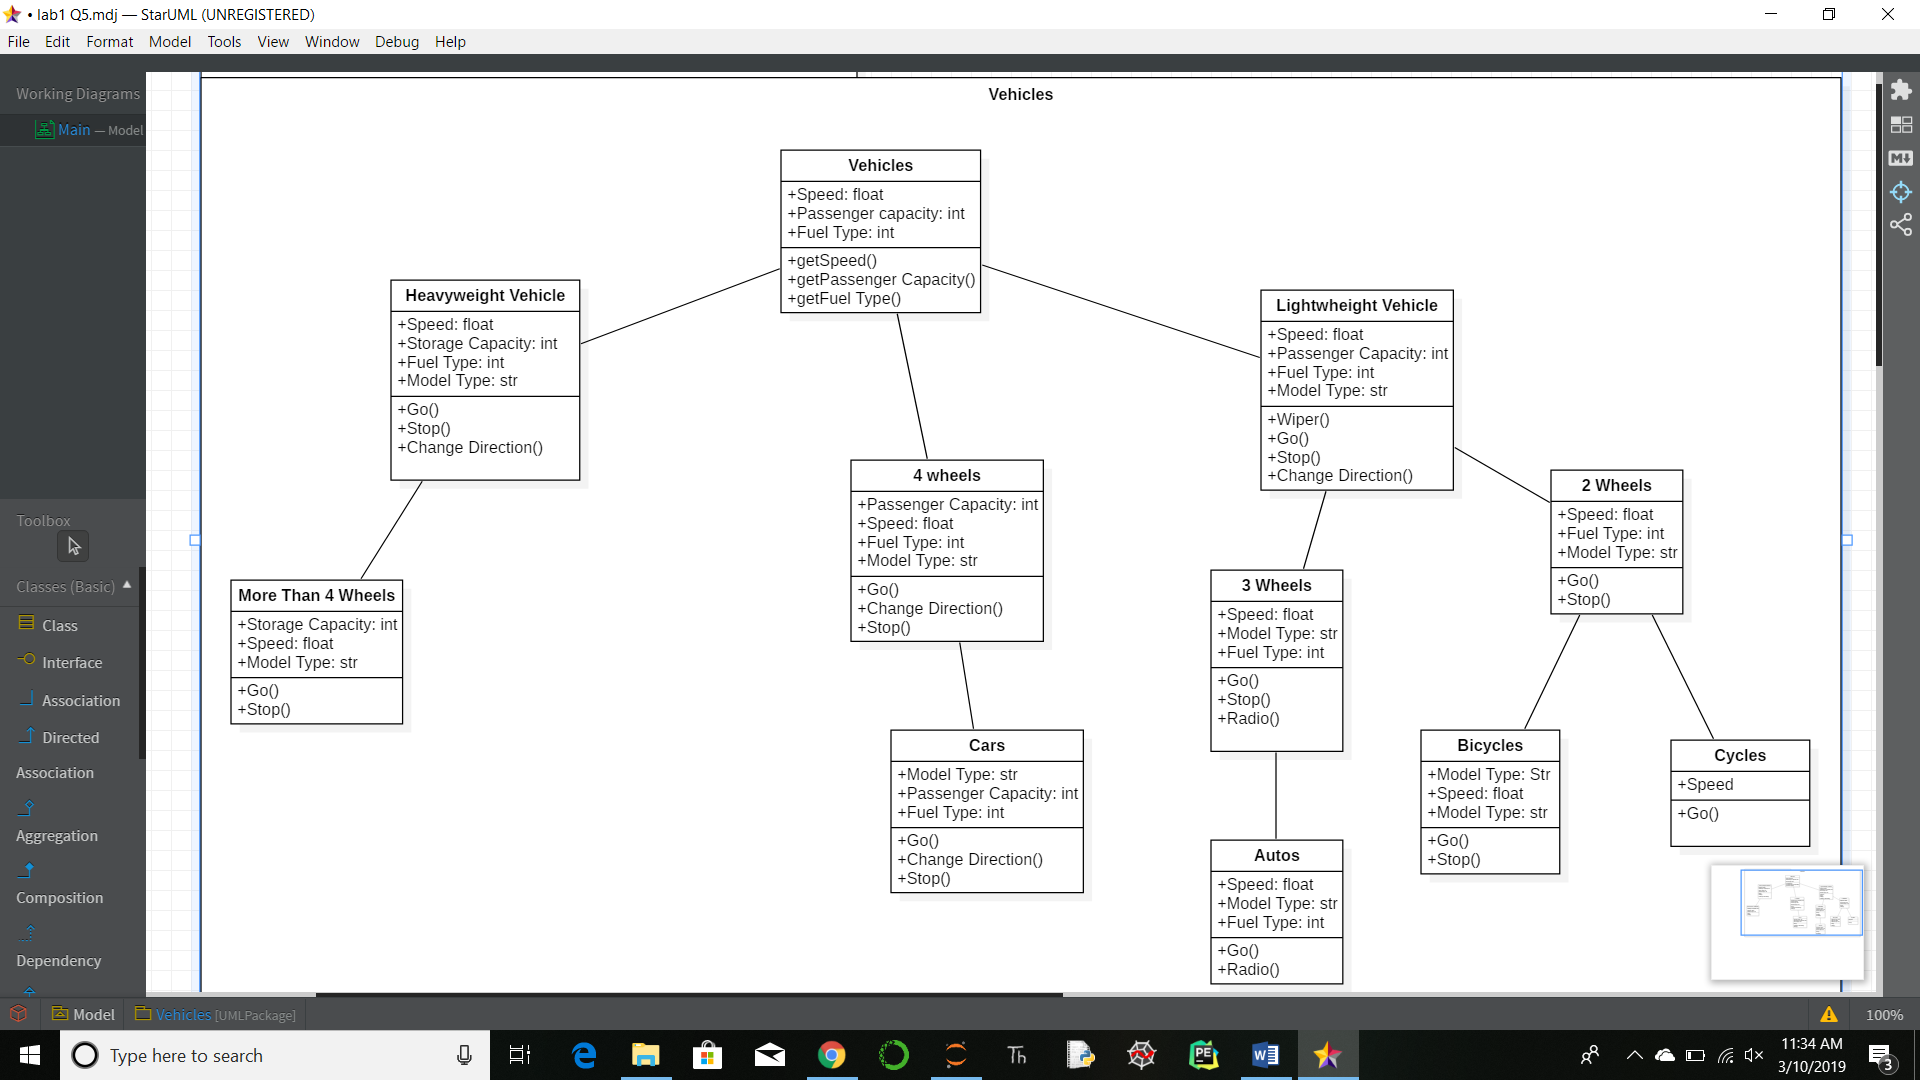 • lab1 Q5.mdj — StarUML (UNREGISTERED)
File Edit Format Model Tools View Window Debug Help
Working Diagrams
Main — Model
Toolbox
Classes (Basic)
Class
Interface
Association
Directed
Association
Aggregation
Composition
Dependency
Vehicles
Vehicles
+Speed: float
+Passenger capacity: int
+Fuel Type: int
+getSpeed()
+getPassenger Capacity()
+getFuel Type()
Heavyweight Vehicle
+Speed: float
+Storage Capacity: int
+Fuel Type: int
+Model Type: str
+Go()
+Stop()
+Change Direction()
Lightwheight Vehicle
+Speed: float
+Passenger Capacity: int
+Fuel Type: int
+Model Type: str
+Wiper()
+Go()
+Stop()
+Change Direction()
4 wheels
+Passenger Capacity: int
+Speed: float
+Fuel Type: int
+Model Type: str
+Go()
+Change Direction()
+Stop()
2 Wheels
+Speed: float
+Fuel Type: int
+Model Type: str
+Go()
+Stop()
More Than 4 Wheels
+Storage Capacity: int
+Speed: float
+Model Type: str
+Go()
+Stop()
3 Wheels
+Speed: float
+Model Type: str
+Fuel Type: int
+Go()
+Stop()
+Radio()
Cars
+Model Type: str
+Passenger Capacity: int
+Fuel Type: int
+Go()
+Change Direction()
+Stop()
Bicycles
+Model Type: Str
+Speed: float
+Model Type: str
+Go()
+Stop()
Cycles
+Speed
+Go()
Autos
+Speed: float
+Model Type: str
+Fuel Type: int
+Go()
+Radio()
M↓
Model Vehicles [UMLPackage]
100%
Type here to search
Th
PE
W
11:34 AM
3/10/2019
3